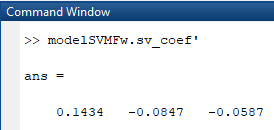 Command Window
>> modelSVMFw.sv_coef'
ans =
0.1434 -0.0847 -0.0587